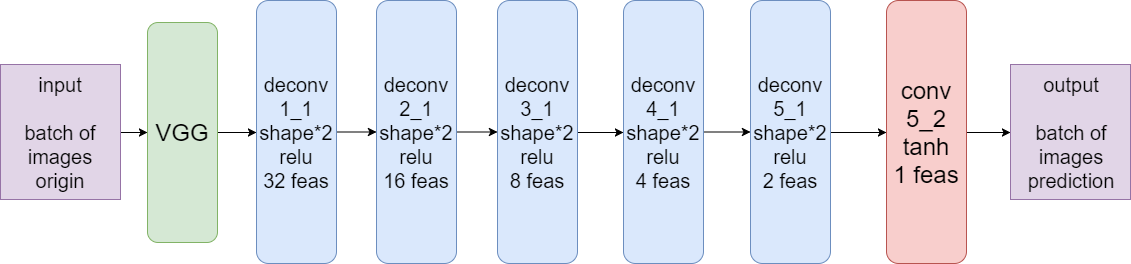 input
batch of
images
origin
VGG
deconv
1_1
shape*2
relu
32 feas
deconv
2_1
shape*2
relu
16 feas
deconv
3_1
shape*2
relu
8 feas
deconv
4_1
shape*2
relu
4 feas
deconv
5_1
shape*2
relu
2 feas
conv
5_2
tanh
1 feas
output
batch of
images
prediction